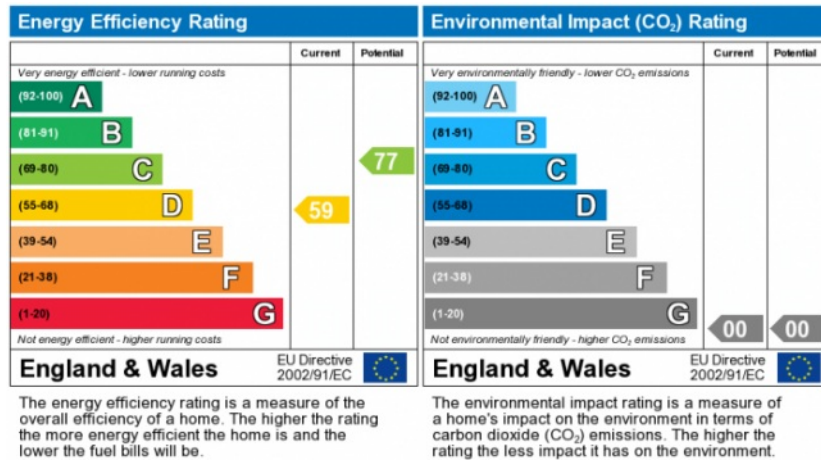 Energy Efficiency Rating
Current Potential
Very energy efficient - lower running costs
(92-100) A
(81-91) B
(69-80) C
77
(55-68) D
59
(39-54) E
(21-38) F
(1-20) G
Not energy efficient - higher running costs
England & Wales
EU Directive
2002/91/EC
The energy efficiency rating is a measure of the
overall efficiency of a home. The higher the rating
the more energy efficient the home is and the
lower the fuel bills will be.
Environmental Impact (CO₂) Rating
Current Potential
Very environmentally friendly - lower CO₂ emissions
(92-100) A
(81-91) B
(69-80) C
(55-68) D
(39-54) E
(21-38) F
(1-20) G
00 00
Not environmentally friendly - higher CO₂ emissions
England & Wales
EU Directive
2002/91/EC
The environmental impact rating is a measure of
a home's impact on the environment in terms of
carbon dioxide (CO₂) emissions. The higher the
rating the less impact it has on the environment.